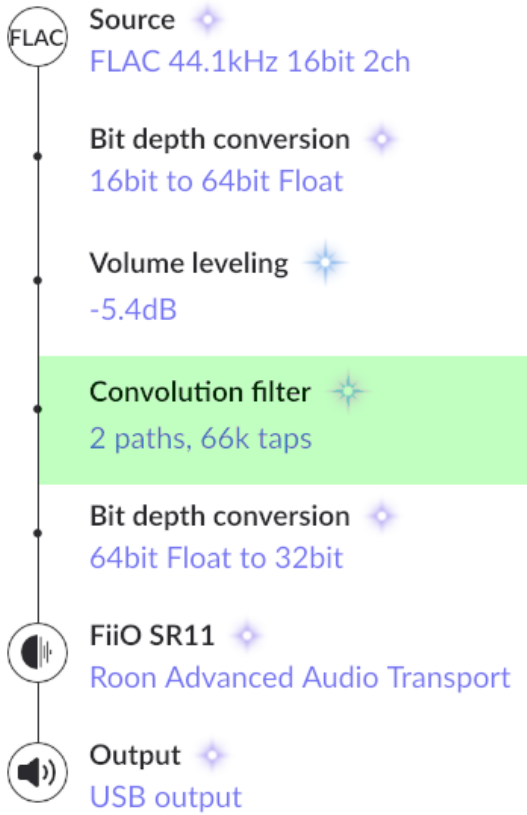 FLAC
Source
FLAC 44.1kHz 16bit 2ch
Bit depth conversion
16bit to 64bit Float
Volume leveling
-5.4dB
Convolution filter
2 paths, 66k taps
Bit depth conversion
64bit Float to 32bit
FiiO SR11
Roon Advanced Audio Transport
Output
USB output